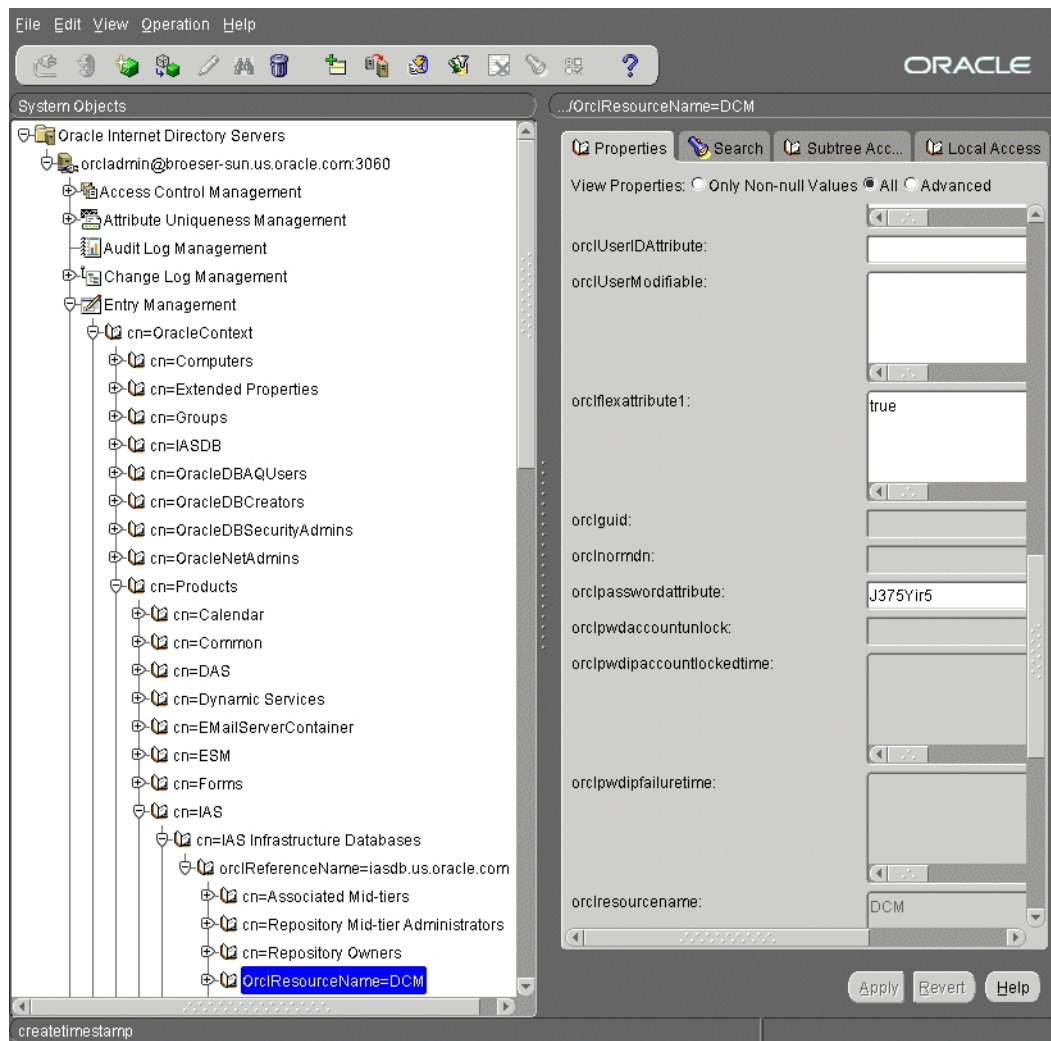 File Edit View Operation Help
ORACLE
System Objects
Oracle Internet Directory Servers
orcladmin@broeser-sun.us.oracle.com:3060
Access Control Management
Attribute Uniqueness Management
Audit Log Management
Change Log Management
Entry Management
cn=OracleContext
cn=Computers
cn=Extended Properties
cn=Groups
cn=IASDB
cn=OracleDBAQUsers
cn=OracleDBCreators
cn=OracleDBSecurityAdmins
cn=OracleNetAdmins
cn=Products
cn=Calendar
cn=Common
cn=DAS
cn=Dynamic Services
cn=EMailServerContainer
cn=ESM
cn=Forms
cn=IAS
cn=IAS Infrastructure Databases
orclReferenceName=iasdb.us.oracle.com
cn=Associated Mid-tiers
cn=Repository Mid-tier Administrators
cn=Repository Owners
OrclResourceName=DCM
createtimestamp
.../OrclResourceName=DCM
Properties Search Subtree Acc... Local Access
View Properties: Only Non-null Values All Advanced
orclUserIDAttribute:
orclUserModifiable:
orclflexattribute1: true
orclguid:
orclnormdn:
orclpasswordattribute: J375Yir5
orclpwdaccountunlock:
orclpwdipaccountlockedtime:
orclpwdipfailuretime:
orclresourcename: DCM
Apply Revert Help